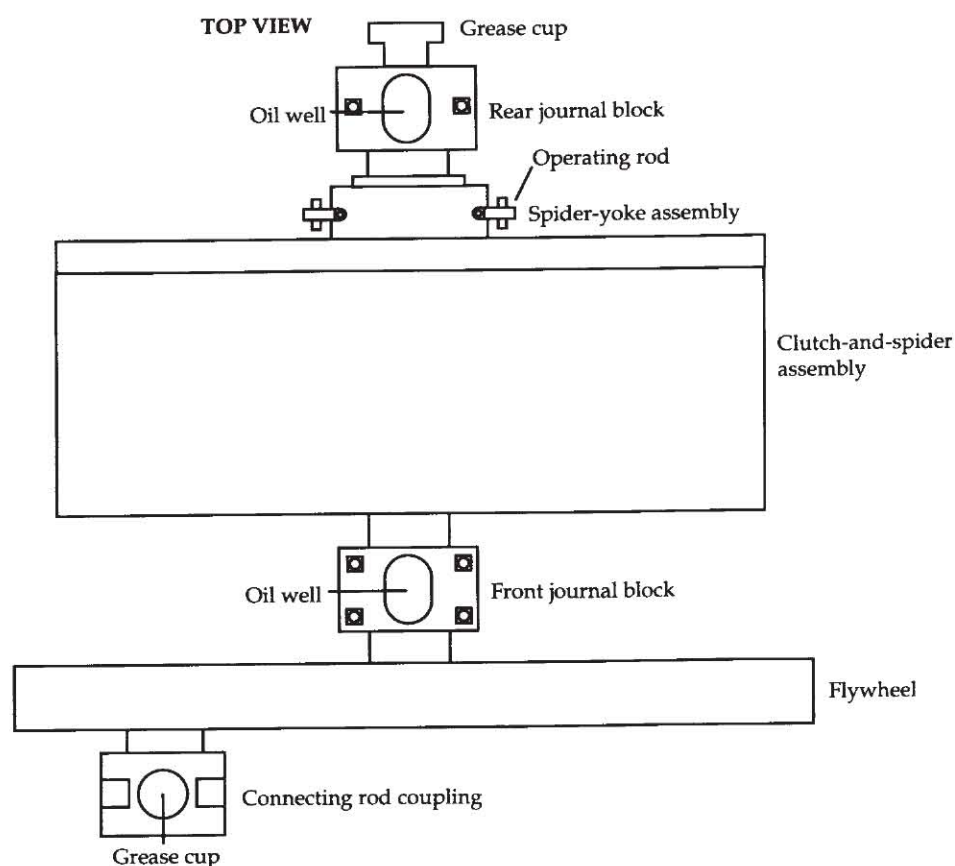 TOP VIEW
Grease cup
Oil well
Rear journal block
Operating rod
Spider-yoke assembly
Clutch-and-spider
assembly
Oil well
Front journal block
Flywheel
Connecting rod coupling
Grease cup